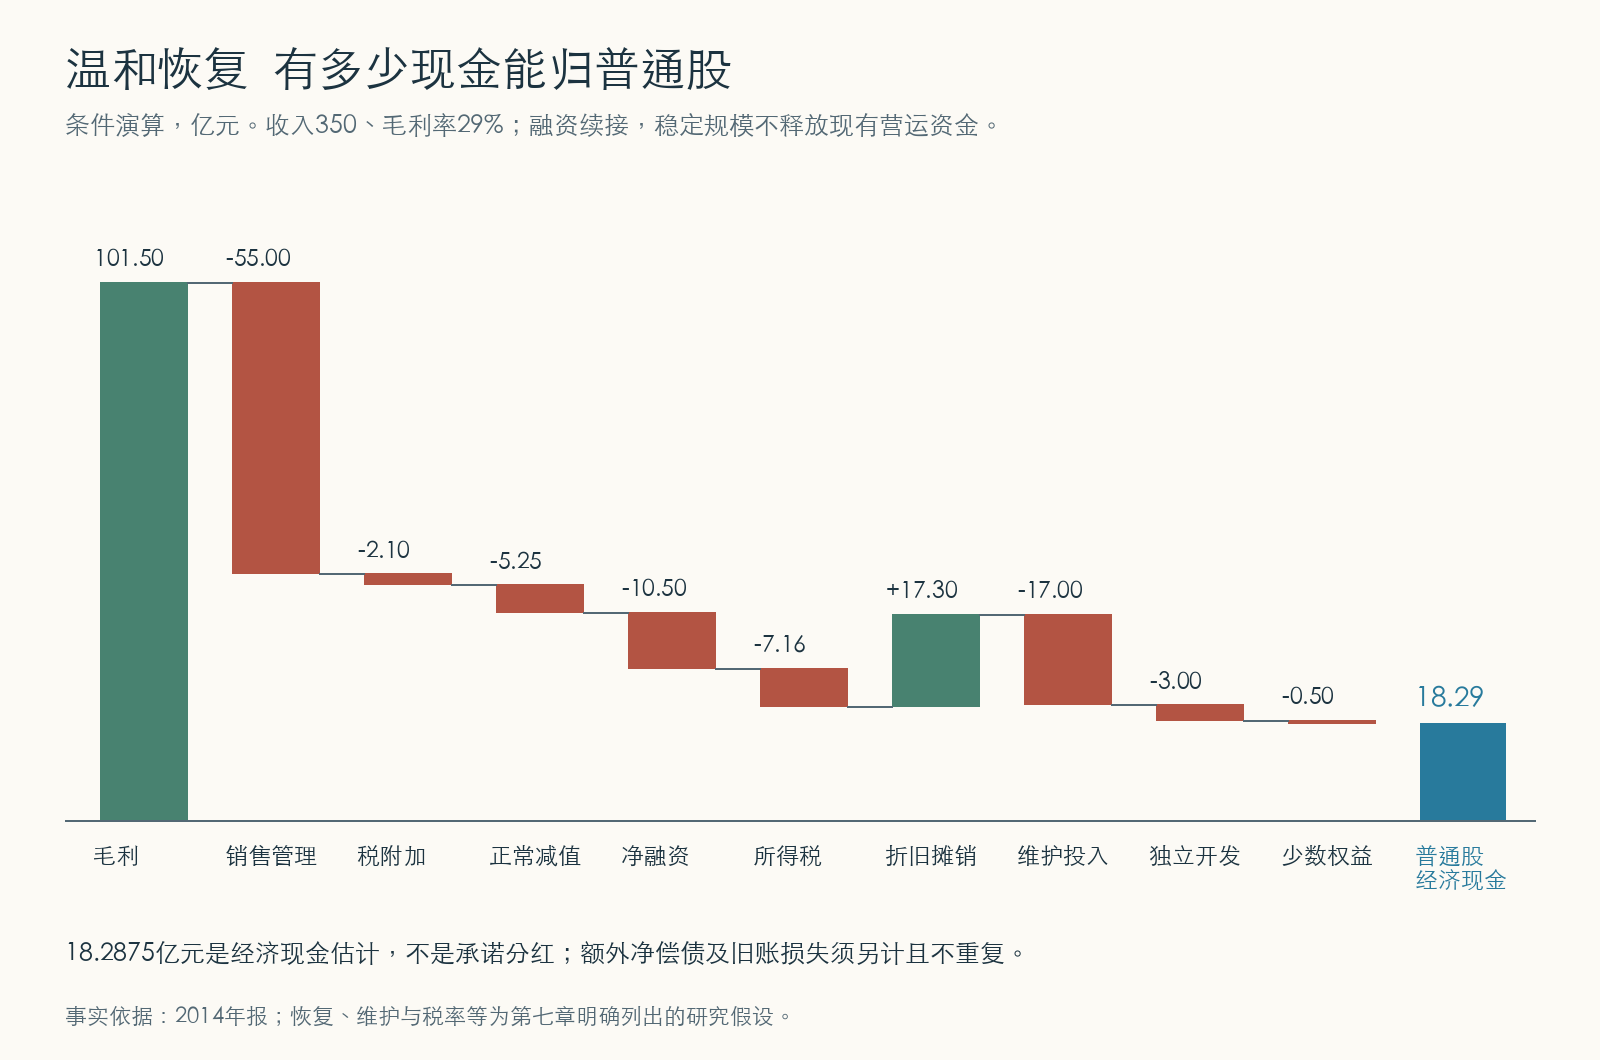 温和恢复 有多少现金能归普通股
条件演算，亿元。收入350、毛利率29%；融资续接，稳定规模不释放现有营运资金。
101.50
-55.00
-2.10
-5.25
-10.50
-7.16
+17.30
-17.00
-3.00
-0.50
18.29
毛利
销售管理
税附加
正常减值
净融资
所得税
折旧摊销
维护投入
独立开发
少数权益
普通股
经济现金
18.2875亿元是经济现金估计，不是承诺分红；额外净偿债及旧账损失须另计且不重复。
事实依据：2014年报；恢复、维护与税率等为第七章明确列出的研究假设。